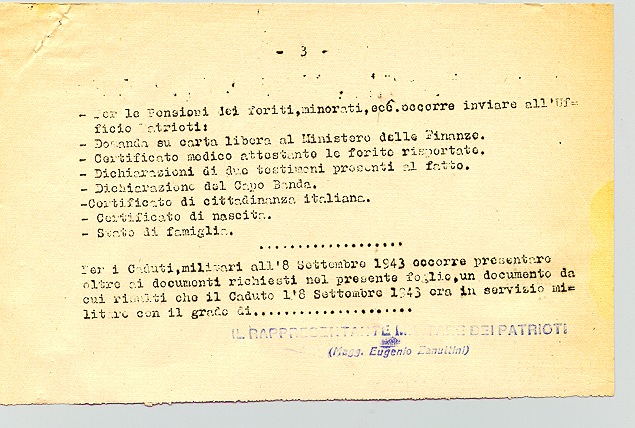 - 3 -
- Per le Pensioni dei feriti,minorati,ecc.occorre inviare all'Uf=
ficio Patrioti:
- Domanda su carta libera al Ministero delle Finanze.
- Certificato medico attestante le ferite risportate.
- Dichiarazioni di due testimoni presenti al fatto.
- Dichiarazione del Capo Banda.
-Certificato di cittadinanza italiana.
- Certificato di nascita.
- Stato di famiglia.
..................
Per i Caduti,militari all'8 Settembre 1943 occorre presentare
oltre ai documenti richiesti nel presente foglio,un documento da
cui risulti che il Caduto l'8 Settembre 1943 era in servizio mi=
litare con il grado di....................
IL RAPPRESENTANTE MILITARE DEI PATRIOTI
(Magg. Eugenio Zanuttini)